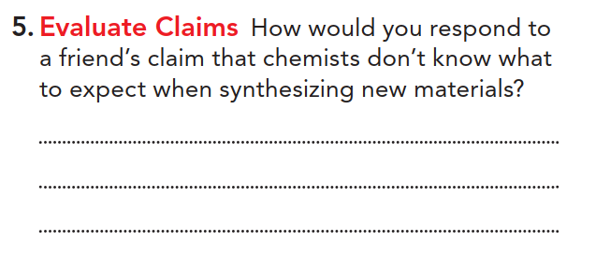 5. Evaluate Claims How would you respond to
a friend’s claim that chemists don’t know what
to expect when synthesizing new materials?